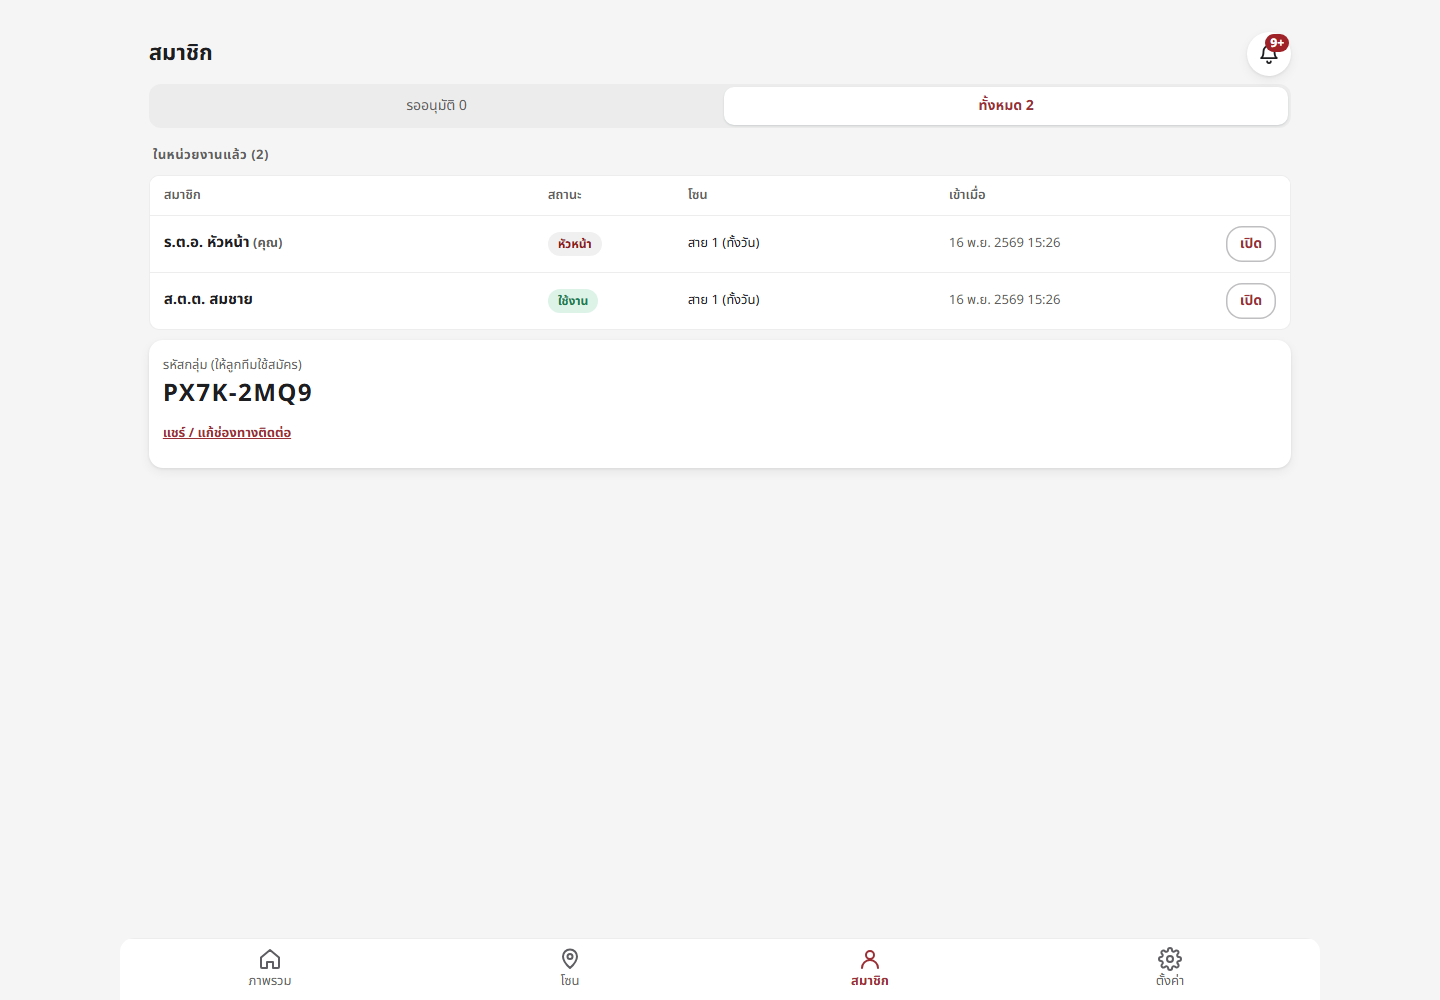 สมาชิก
9+
รออนุมัติ 0
ทั้งหมด 2
ในหน่วยงานแล้ว (2)
สมาชิก สถานะ โซน เข้าเมื่อ
ร.ต.อ. หัวหน้า (คุณ) หัวหน้า สาย 1 (ทั้งวัน) 16 พ.ย. 2569 15:26 เปิด
ส.ต.ต. สมชาย ใช้งาน สาย 1 (ทั้งวัน) 16 พ.ย. 2569 15:26 เปิด
รหัสกลุ่ม (ให้ลูกทีมใช้สมัคร)
PX7K-2MQ9
แชร์ / แก้ช่องทางติดต่อ
ภาพรวม โซน สมาชิก ตั้งค่า